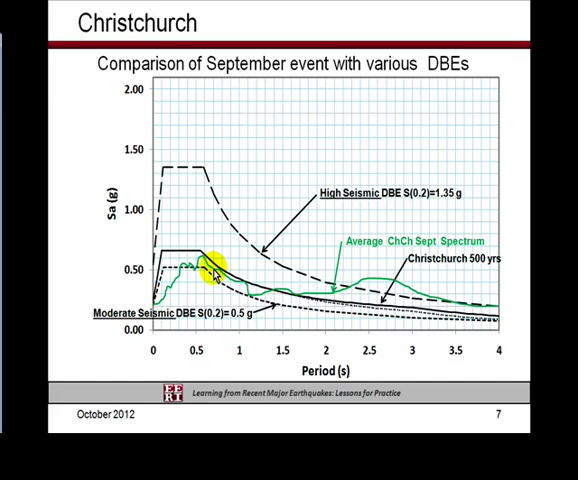 Christchurch
Comparison of September event with various DBEs
2.00
1.50
1.00
0.50
0.00
Sa (g)
High Seismic DBE S(0.2)=1.35 g
Average ChCh Sept Spectrum
Christchurch 500 yrs
Moderate Seismic DBE S(0.2)= 0.5 g
0 0.5 1 1.5 2 2.5 3 3.5 4
Period (s)
EE
RI
Learning from Recent Major Earthquakes: Lessons for Practice
October 2012
7